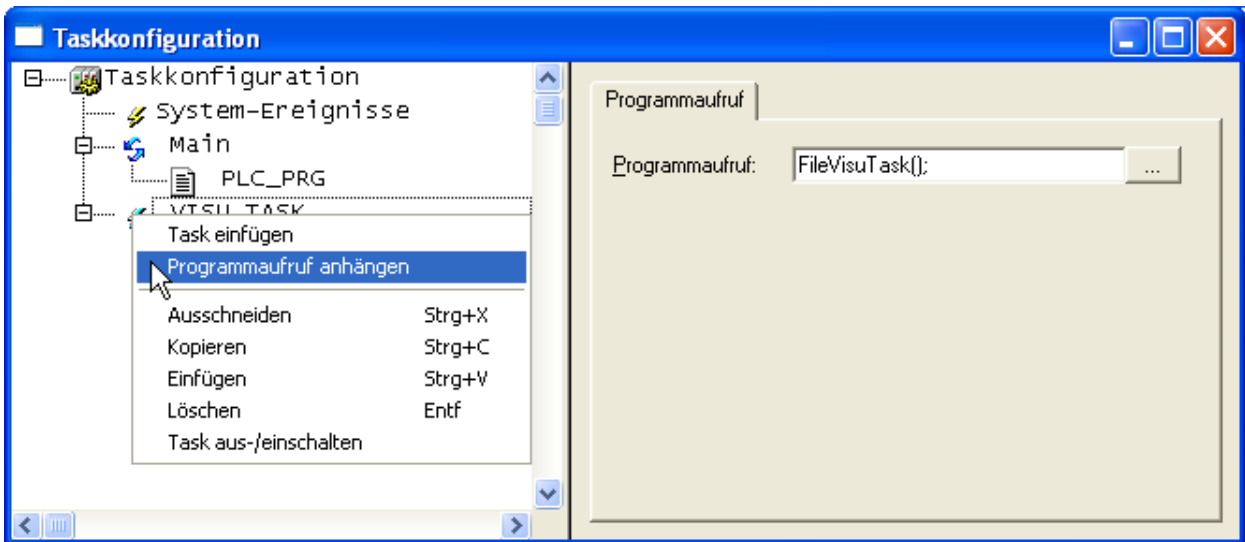 Taskkonfiguration
Taskkonfiguration
System-Ereignisse
Main
PLC_PRG
VISU_TASK
Task einfügen
Programmaufruf anhängen
Ausschneiden Strg+X
Kopieren Strg+C
Einfügen Strg+V
Löschen Entf
Task aus-/einschalten
Programmaufruf
Programmaufruf: FileVisuTask(); ...